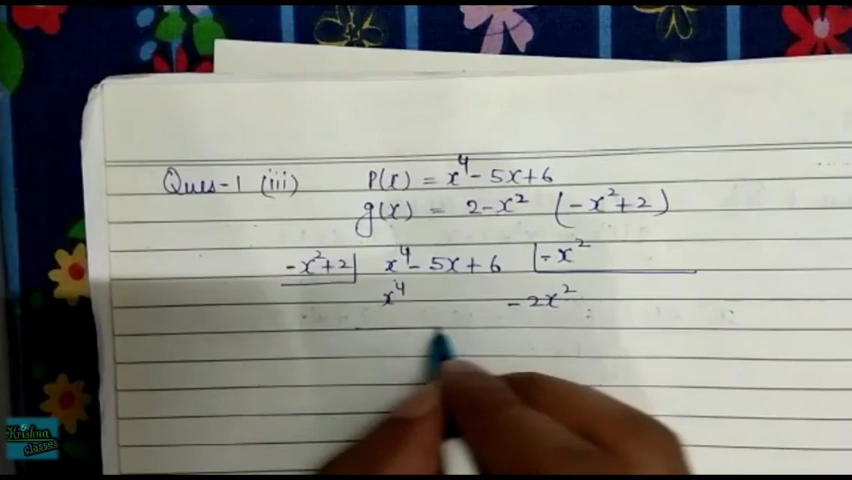 Ques-1 (iii) P(x) = x⁴ - 5x + 6
g(x) = 2 - x² (-x² + 2)
-x²+2 x⁴ - 5x + 6 -x²
x⁴ -2x²
Krishna
classes